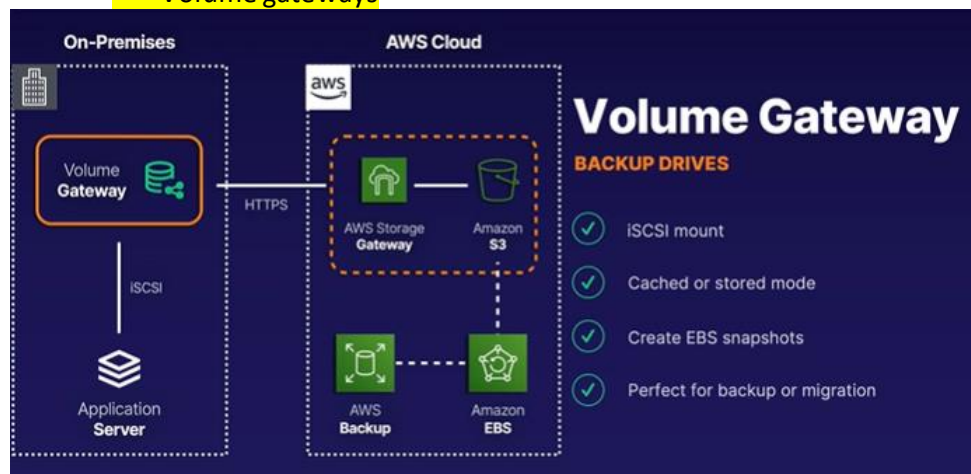 Volume gateways
On-Premises
AWS Cloud
aws
Volume
Gateway
HTTPS
AWS Storage
Gateway
Amazon
S3
iSCSI
Application
Server
AWS
Backup
Amazon
EBS
Volume Gateway
BACKUP DRIVES
iSCSI mount
Cached or stored mode
Create EBS snapshots
Perfect for backup or migration